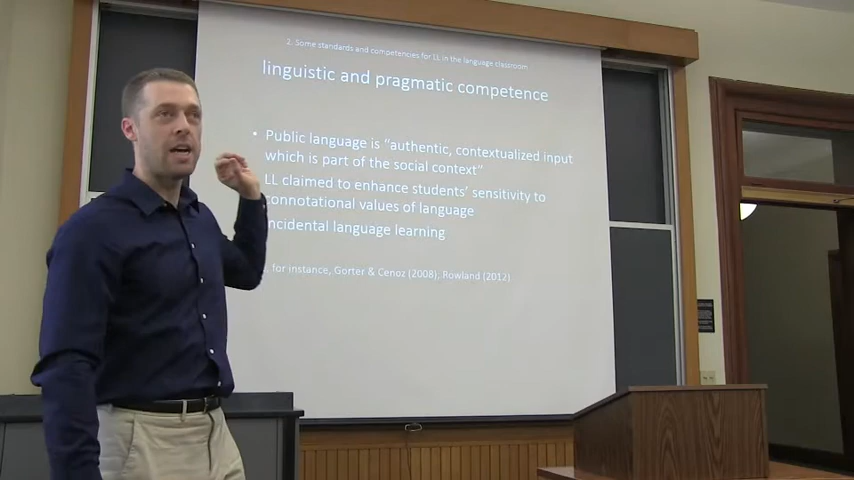 2. Some standards and competencies for LL in the language classroom
linguistic and pragmatic competence
• Public language is "authentic, contextualized input
which is part of the social context"
LL claimed to enhance students' sensitivity to
connotational values of language
incidental language learning
for instance, Gorter & Cenoz (2008); Rowland (2012)